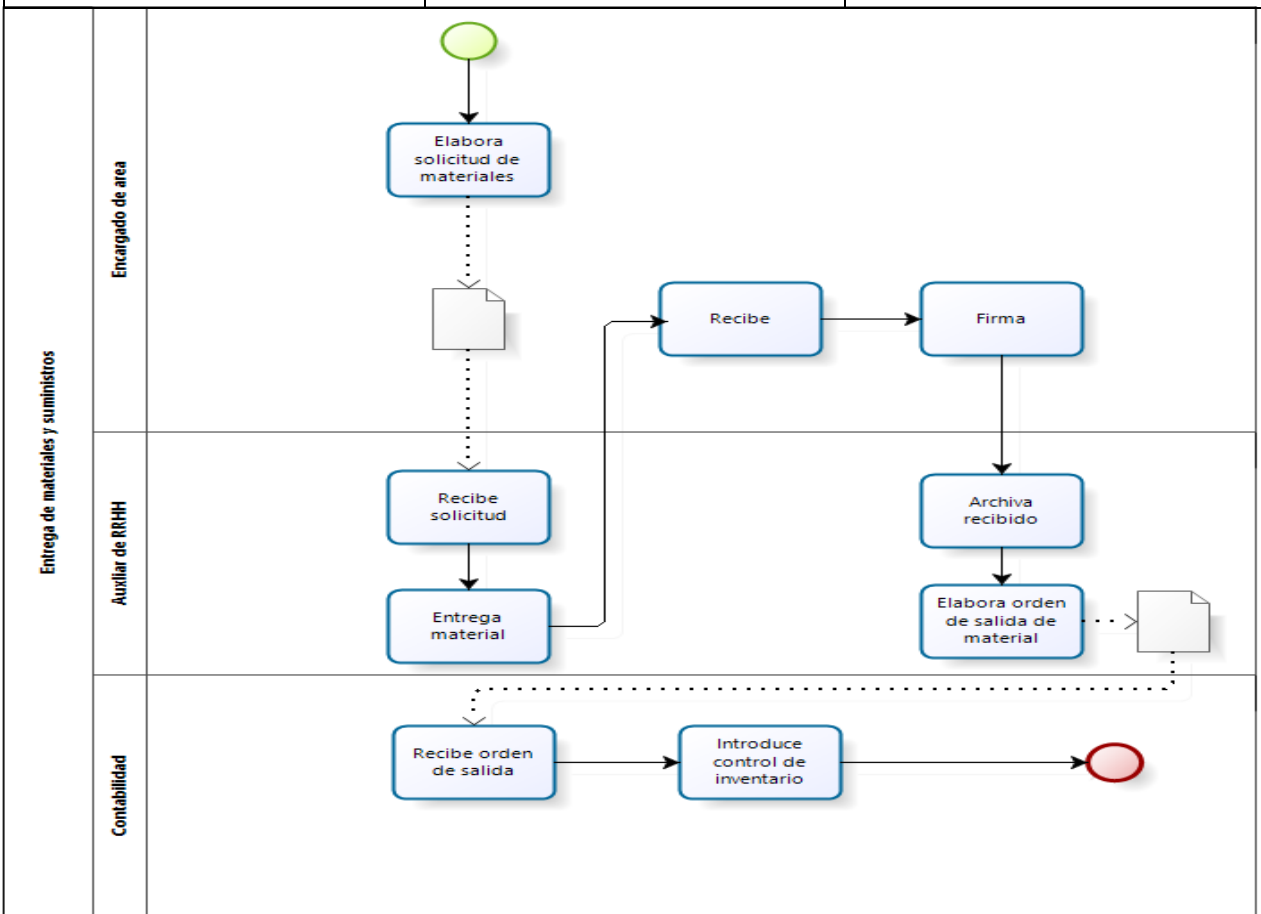 Entrega de materiales y suministros
Encargado de area
Elabora
solicitud de
materiales
Recibe
Firma
Auxliar de RRHH
Recibe
solicitud
Entrega
material
Archiva
recibido
Elabora orden
de salida de
material
Contabilidad
Recibe orden
de salida
Introduce
control de
inventario